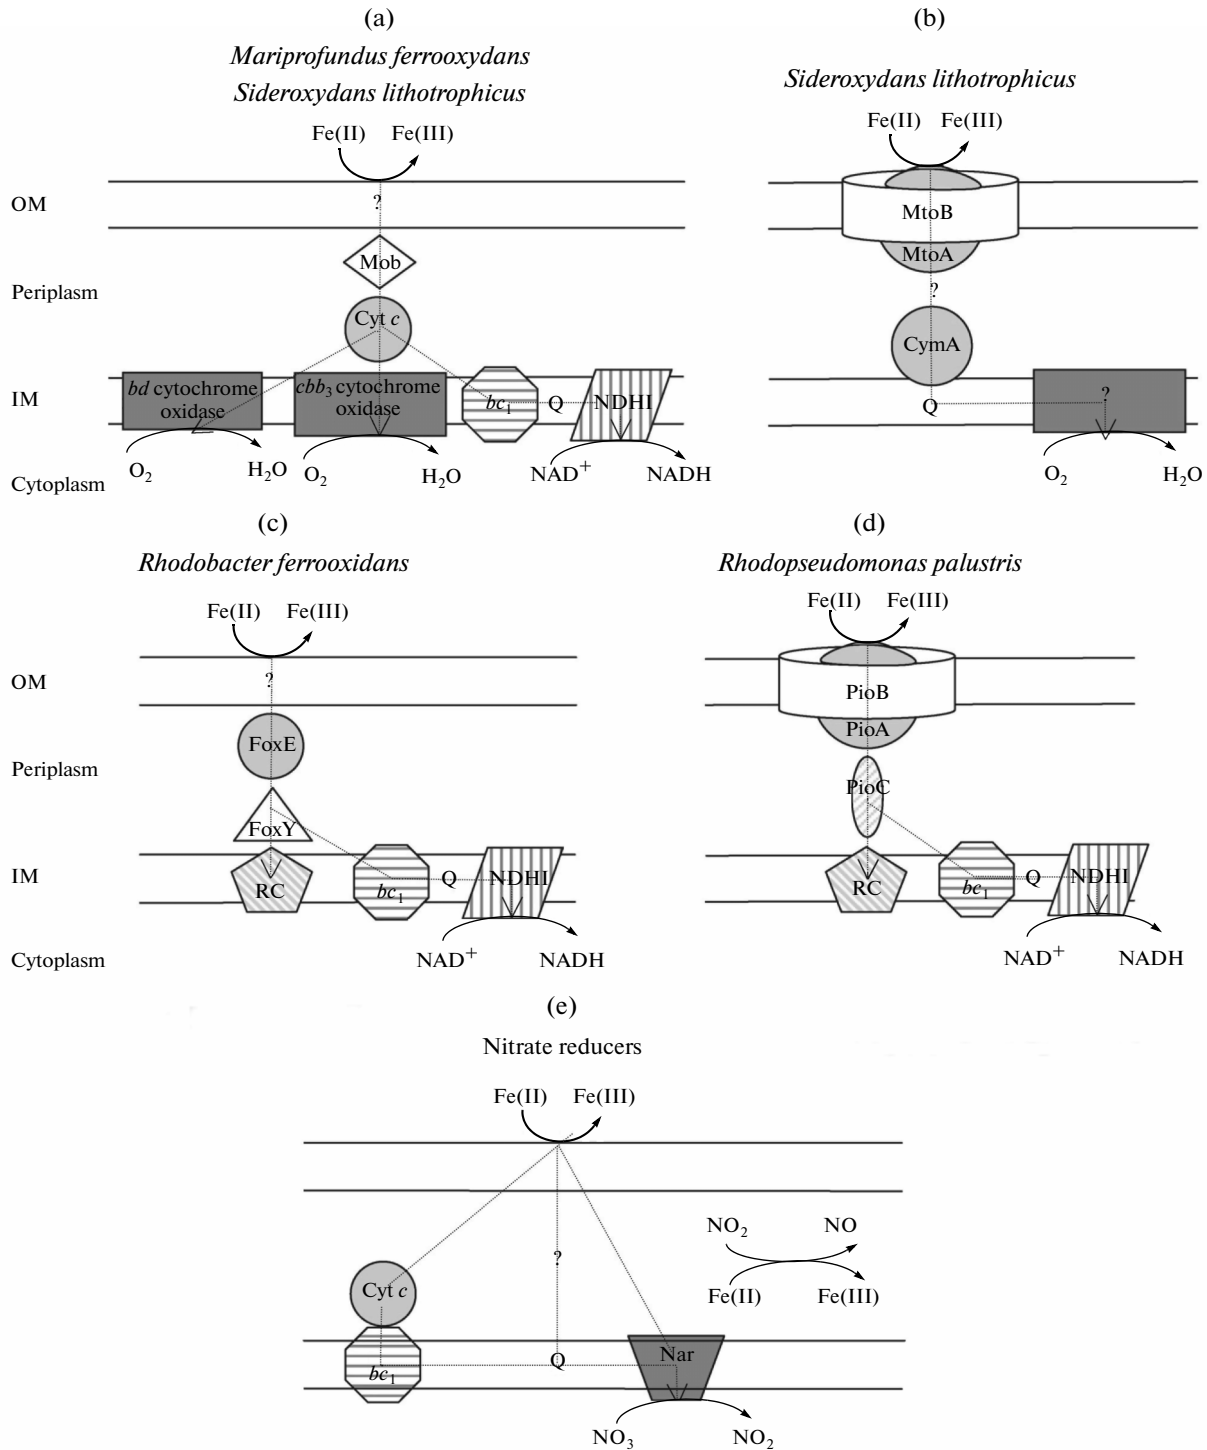 (a)
Mariprofundus ferrooxydans
Sideroxydans lithotrophicus
Fe(II) Fe(III)
OM
?
Mob
Periplasm
Cyt c
IM
bd cytochrome
oxidase
cbb3 cytochrome
oxidase
bc1
Q
NDHI
O2
H2O
O2
H2O
NAD+
NADH
Cytoplasm
(b)
Sideroxydans lithotrophicus
Fe(II) Fe(III)
MtoB
MtoA
?
CymA
Q
?
O2
H2O
(c)
Rhodobacter ferrooxidans
Fe(II) Fe(III)
OM
?
FoxE
Periplasm
FoxY
IM
RC
bc1
Q
NDHI
NAD+
NADH
Cytoplasm
(d)
Rhodopseudomonas palustris
Fe(II) Fe(III)
PioB
PioA
PioC
RC
bc1
Q
NDHI
NAD+
NADH
(e)
Nitrate reducers
Fe(II) Fe(III)
NO2
NO
?
Fe(II)
Fe(III)
Cyt c
bc1
Q
Nar
NO3
NO2